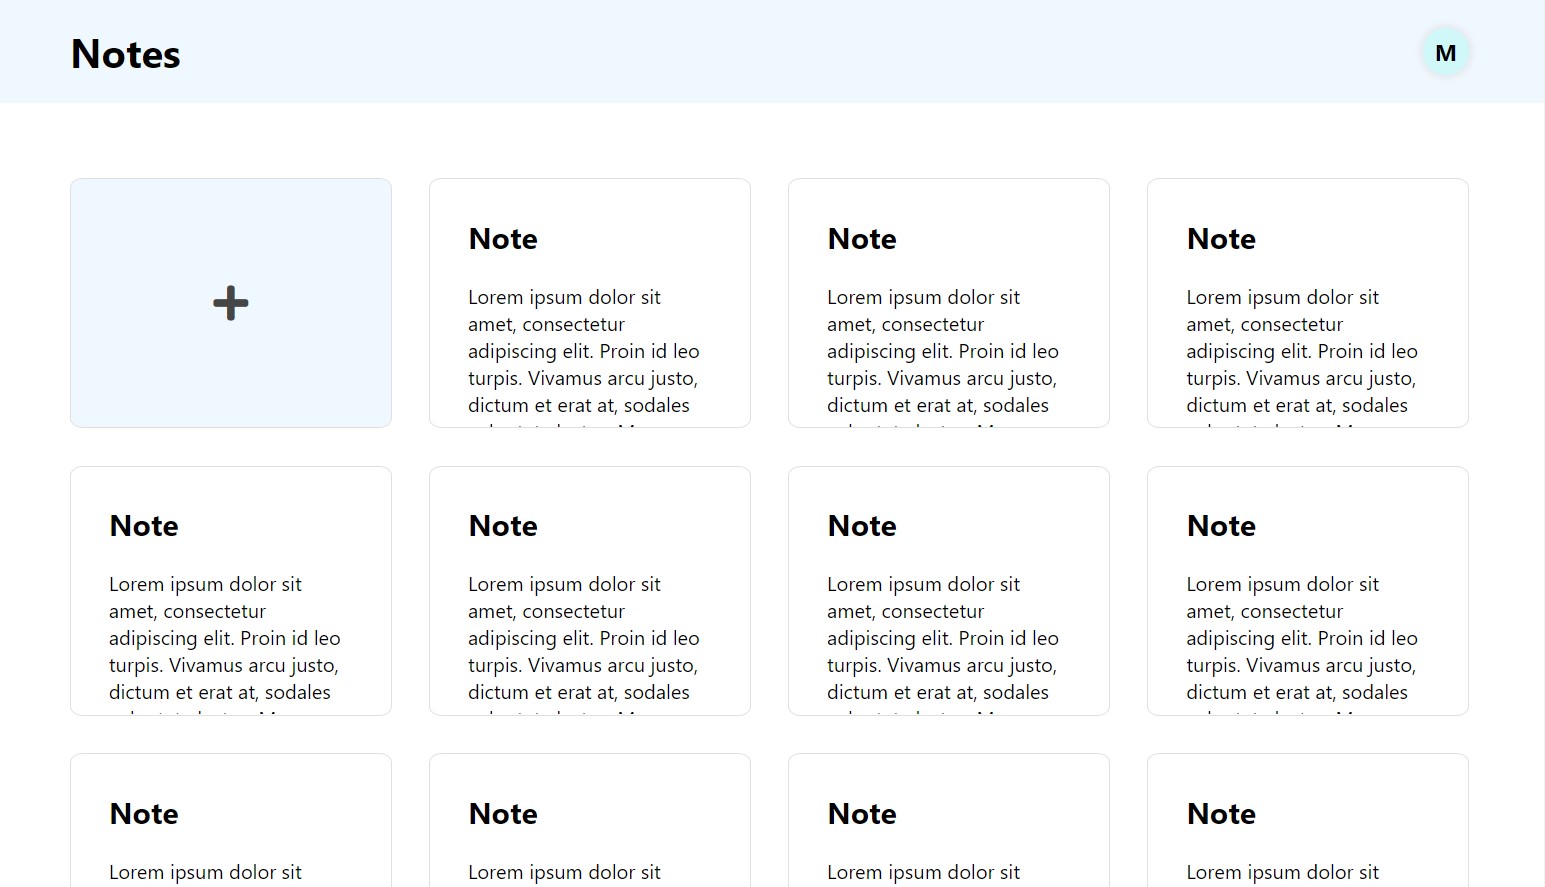 Notes
M
Note
Lorem ipsum dolor sit
amet, consectetur
adipiscing elit. Proin id leo
turpis. Vivamus arcu justo,
dictum et erat at, sodales
Note
Lorem ipsum dolor sit
amet, consectetur
adipiscing elit. Proin id leo
turpis. Vivamus arcu justo,
dictum et erat at, sodales
Note
Lorem ipsum dolor sit
amet, consectetur
adipiscing elit. Proin id leo
turpis. Vivamus arcu justo,
dictum et erat at, sodales
Note
Lorem ipsum dolor sit
amet, consectetur
adipiscing elit. Proin id leo
turpis. Vivamus arcu justo,
dictum et erat at, sodales
Note
Lorem ipsum dolor sit
amet, consectetur
adipiscing elit. Proin id leo
turpis. Vivamus arcu justo,
dictum et erat at, sodales
Note
Lorem ipsum dolor sit
amet, consectetur
adipiscing elit. Proin id leo
turpis. Vivamus arcu justo,
dictum et erat at, sodales
Note
Lorem ipsum dolor sit
amet, consectetur
adipiscing elit. Proin id leo
turpis. Vivamus arcu justo,
dictum et erat at, sodales
Note
Lorem ipsum dolor sit
Note
Lorem ipsum dolor sit
Note
Lorem ipsum dolor sit
Note
Lorem ipsum dolor sit